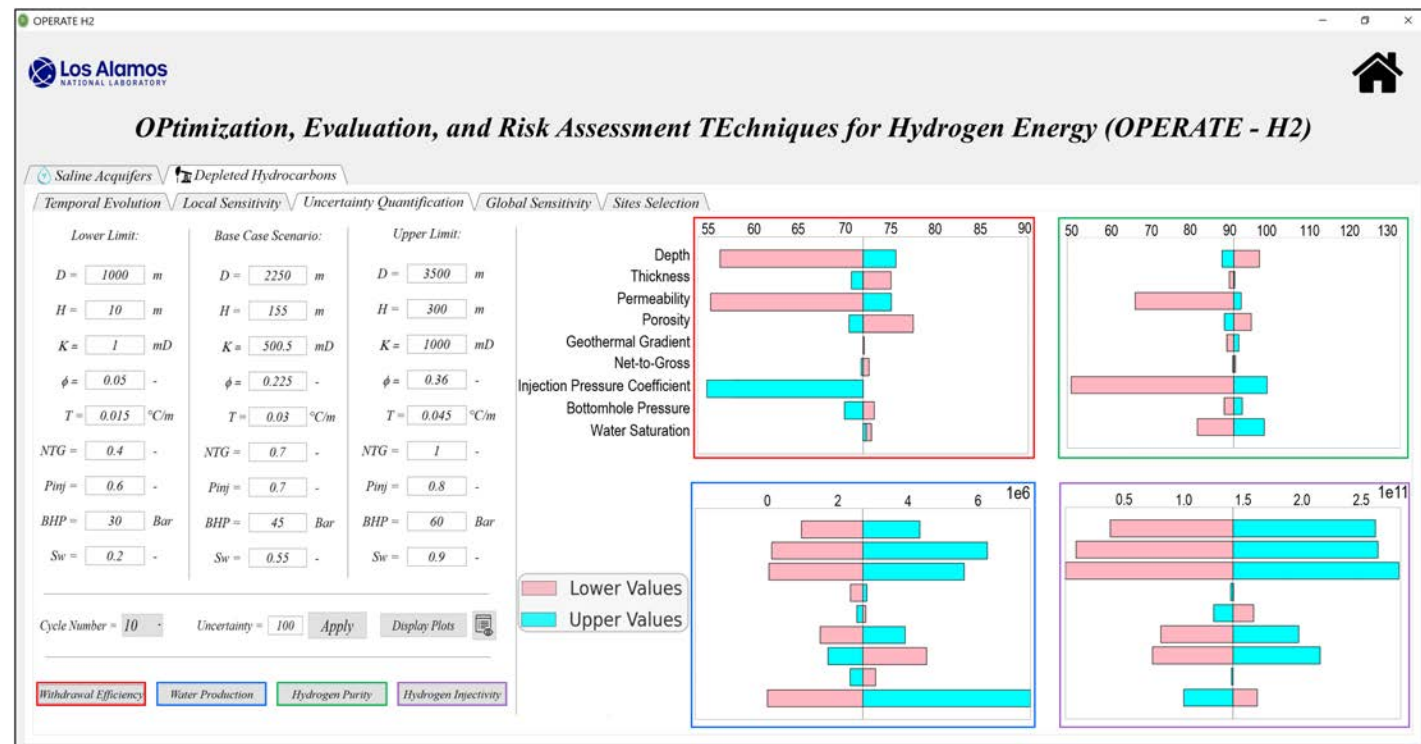 OPERATE H2
Los Alamos
NATIONAL LABORATORY
OPtimization, Evaluation, and Risk Assessment TEchniques for Hydrogen Energy (OPERATE - H2)
Saline Acquifers Depleted Hydrocarbons
Temporal Evolution Local Sensitivity Uncertainty Quantification Global Sensitivity Sites Selection
Lower Limit: Base Case Scenario: Upper Limit:
D = 1000 m D = 2250 m D = 3500 m
H = 10 m H = 155 m H = 300 m
K = 1 mD K = 500.5 mD K = 1000 mD
ϕ = 0.05 - ϕ = 0.225 - ϕ = 0.36 -
T = 0.015 °C/m T = 0.03 °C/m T = 0.045 °C/m
NTG = 0.4 - NTG = 0.7 - NTG = 1 -
Pinj = 0.6 - Pinj = 0.7 - Pinj = 0.8 -
BHP = 30 Bar BHP = 45 Bar BHP = 60 Bar
Sw = 0.2 - Sw = 0.55 - Sw = 0.9 -
Cycle Number = 10 Uncertainty = 100 Apply Display Plots
Withdrawal Efficiency Water Production Hydrogen Purity Hydrogen Injectivity
55 60 65 70 75 80 85 90
Depth
Thickness
Permeability
Porosity
Geothermal Gradient
Net-to-Gross
Injection Pressure Coefficient
Bottomhole Pressure
Water Saturation
50 60 70 80 90 100 110 120 130
Lower Values
Upper Values
0 2 4 6 1e6
0.5 1.0 1.5 2.0 2.5 1e11